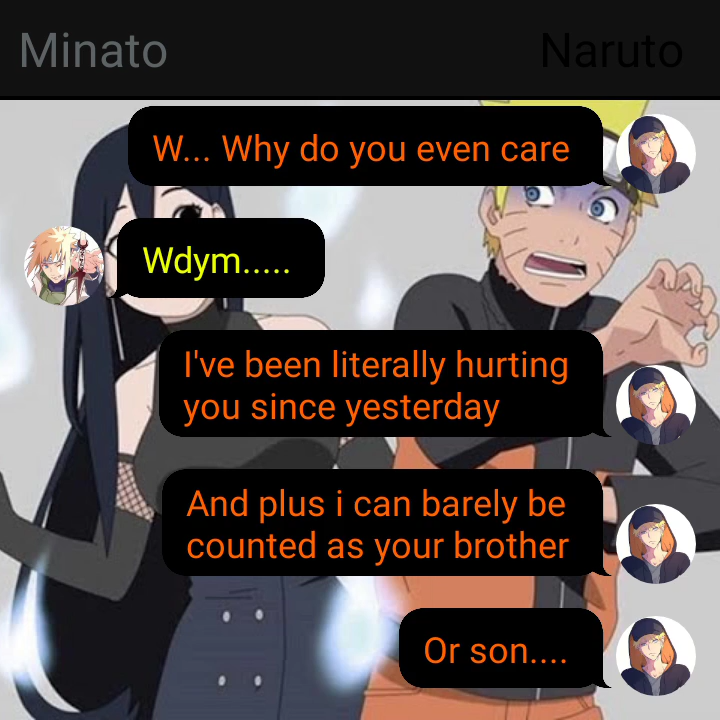 Minato
Naruto
W... Why do you even care
Wdym.....
I've been literally hurting
you since yesterday
And plus i can barely be
counted as your brother
Or son....